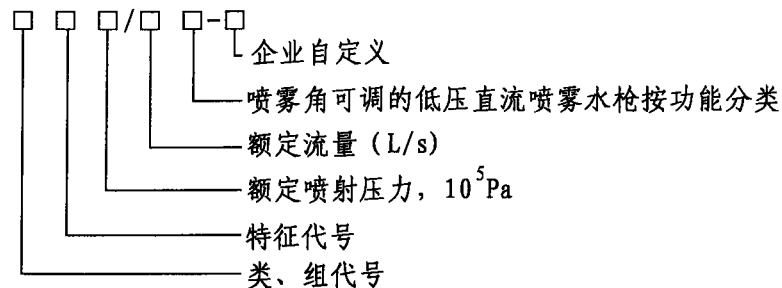 □ □ □/□ □-□
企业自定义
喷雾角可调的低压直流喷雾水枪按功能分类
额定流量（L/s)
额定喷射压力，10⁵Pa
特征代号
类、组代号